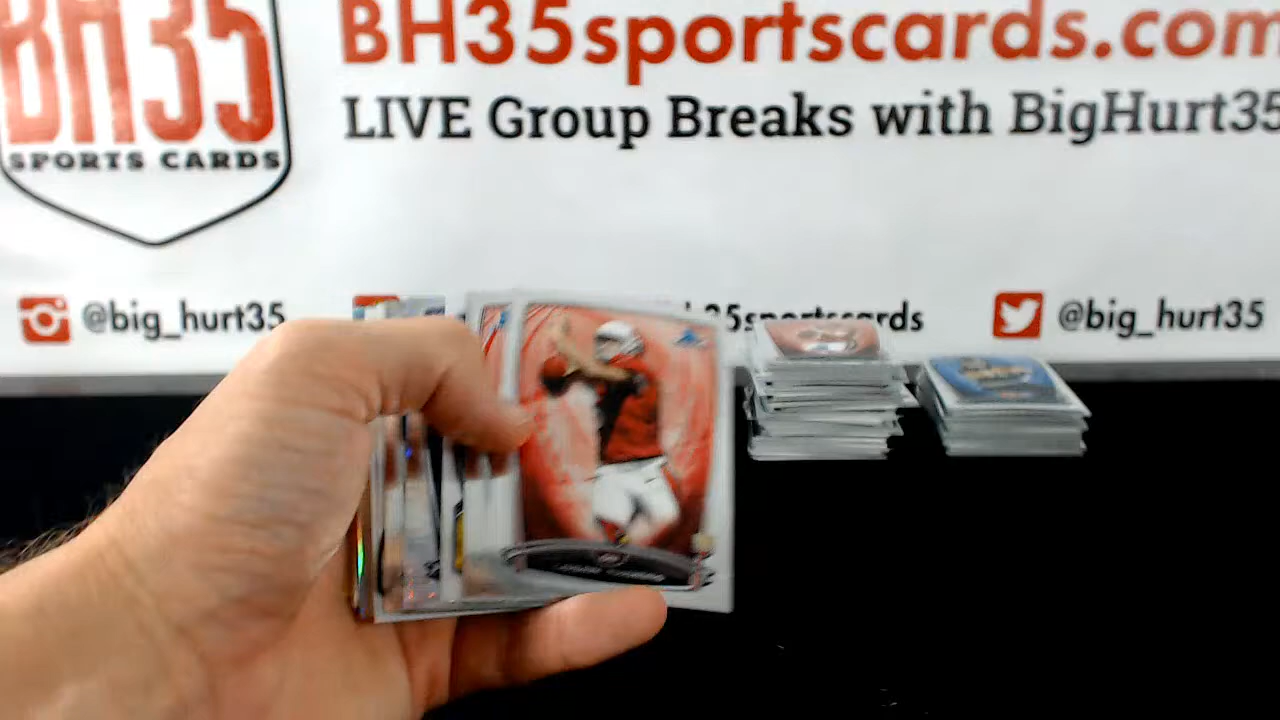 BH35
SPORTS CARDS
BH35sportscards.com
LIVE Group Breaks with BigHurt35
@big_hurt35
35sportscards
@big_hurt35